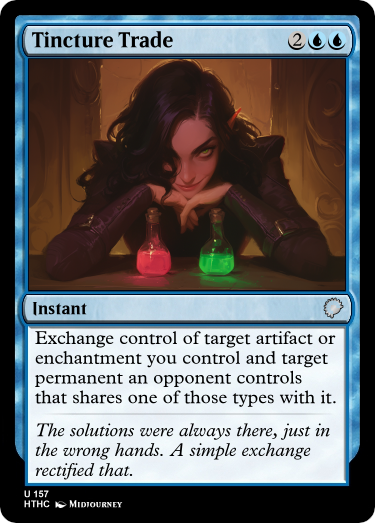 Tincture Trade 2
Instant
Exchange control of target artifact or
enchantment you control and target
permanent an opponent controls
that shares one of those types with it.
The solutions were always there, just in
the wrong hands. A simple exchange
rectified that.
U 157
HTHC Midjourney